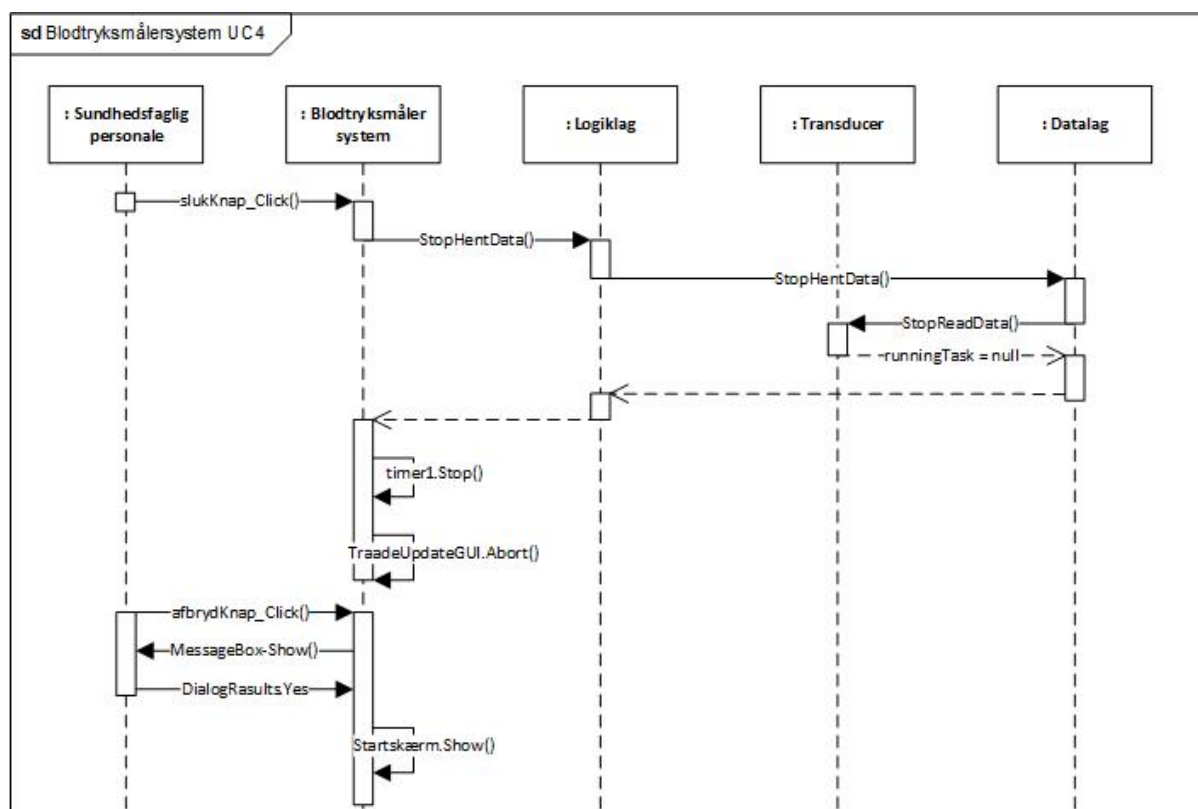 sd Blodtryksmålersystem UC4
: Sundhedsfaglig
personale
: Blodtryksmåler
system
: Logiklag
: Transducer
: Datalag
slukKnap_Click()
StopHentData()
StopHentData()
StopReadData()
runningTask = null
timer1.Stop()
TraadeUpdateGUI.Abort()
afbrydKnap_Click()
MessageBox-Show()
DialogRasults.Yes
Startskærm.Show()